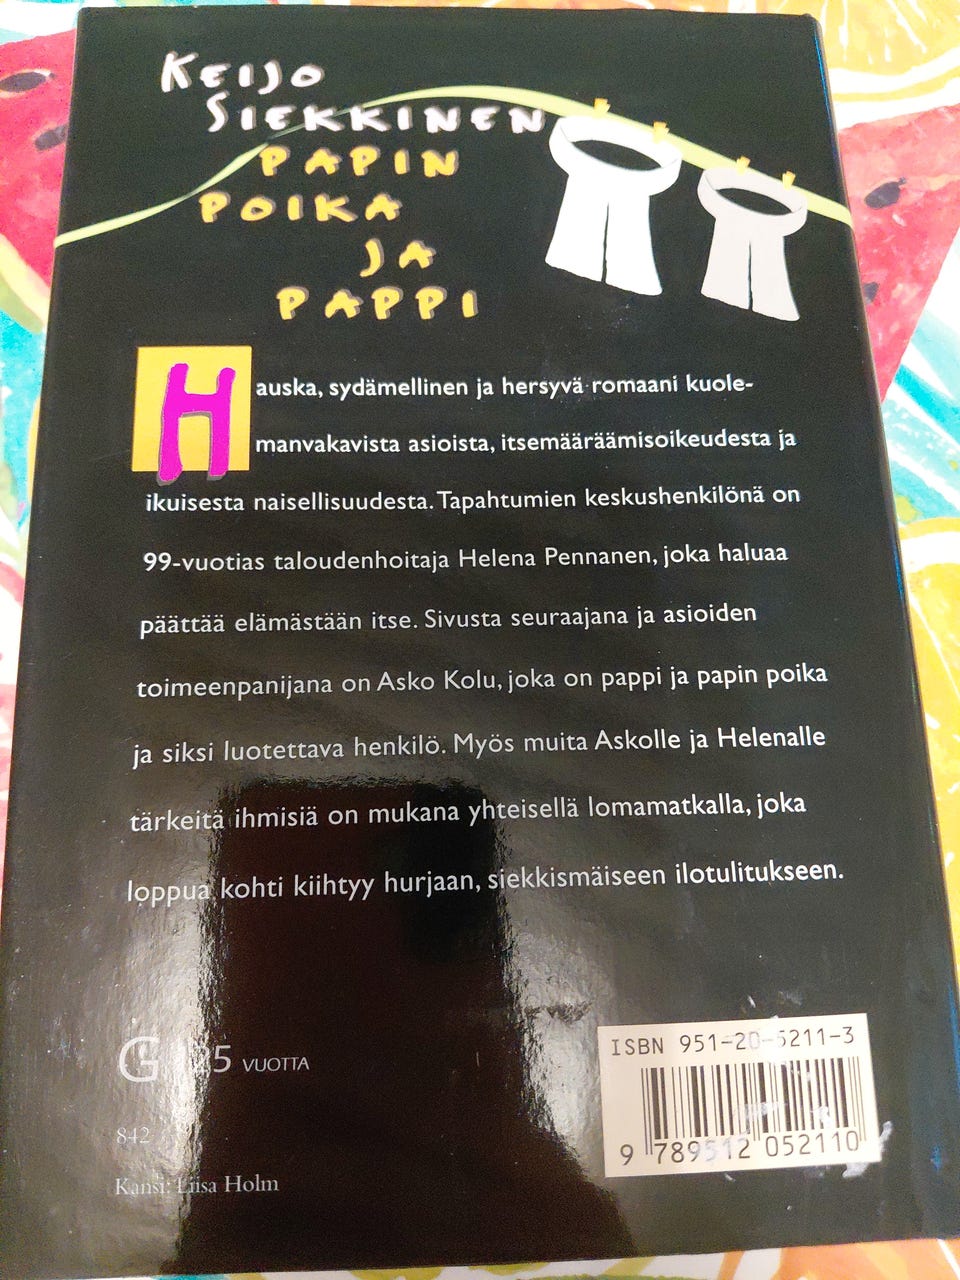 KEIJO
SIEKKINEN
PAPIN
POIKA
JA
PAPPI
Hauska, sydämellinen ja hersyvä romaani kuole-
manvakavista asioista, itsemääräämisoikeudesta ja
ikuisesta naisellisuudesta. Tapahtumien keskushenkilönä on
99-vuotias taloudenhoitaja Helena Pennanen, joka haluaa
päättää elämästään itse. Sivusta seuraajana ja asioiden
toimeenpanijana on Asko Kolu, joka on pappi ja papin poika
ja siksi luotettava henkilö. Myös muita Askolle ja Helenalle
tärkeitä ihmisiä on mukana yhteisellä lomamatkalla, joka
loppua kohti kiihtyy hurjaan, siekkismäiseen ilotulitukseen.
G 125 VUOTTA
842
Kansi: Liisa Holm
ISBN 951-20-5211-3
9 789512 052110